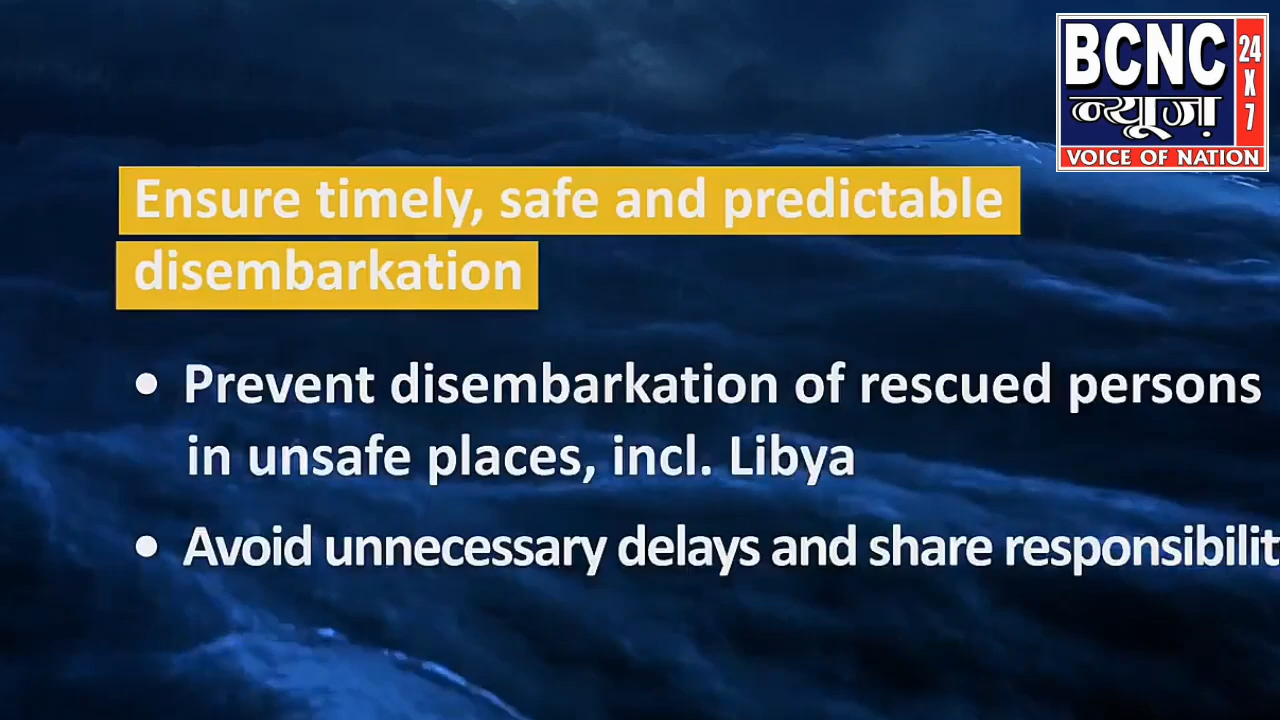 BCNC
24
X
7
न्यूज़
VOICE OF NATION
Ensure timely, safe and predictable
disembarkation
• Prevent disembarkation of rescued persons
in unsafe places, incl. Libya
• Avoid unnecessary delays and share responsibilit